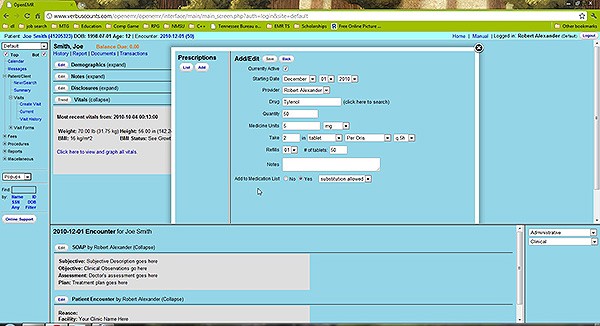 OpenEMR
www.verbuscounts.com/openemr/openemr/interface/main/main_screen.php?auth=login&site=default
job search MTG Education Comp Game MMSU C++ Tennessee Bureau EMR TS Scholarships Free Online Picture ... Other bookmarks
Patient: Joe Smith (41205323) DOB: 1998-07-01 Age: 12 | Encounter: 2010-12-01 (50) Home | Manual | Logged in: Robert Alexander (Default) Logout
Default
Top Bot
Calendar
Messages
Patient/Client
New/Search
Summary
Visits
Create Visit
Current
Visit History
Visit Forms
Fees
Procedures
Reports
Miscellaneous
Popups
Find:
by: Name ID
SSN DOB
Any Filter
Online Support
Smith, Joe Balance Due: 0.00
History | Report | Documents | Transactions
Edit Demographics (expand)
Edit Notes (expand)
Edit Disclosures (expand)
Trend Vitals (collapse)
Most recent vitals from: 2010-10-04 00:13:00
Weight: 70.00 lb (31.75 kg) Height: 56.00 in (142.2
BMI: 16 kg/m^2 BMI Status: See Grow
Click here to view and graph all vitals.
Prescriptions
List Add
Add/Edit Save Back
Currently Active
Starting Date December 01 2010
Provider Robert Alexander
Drug Tylenol (click here to search)
Quantity 50
Medicine Units 5 mg
Take 2 in tablet Per Oris q.5h
Refills 01 # of tablets: 50
Notes
Add to Medication List No Yes substitution allowed
2010-12-01 Encounter for Joe Smith
Edit SOAP by Robert Alexander (Collapse)
Subjective: Subjective Description goes here
Objective: Clinical Observations go here
Assessment: Doctor's assessment goes here
Plan: Treatment plan goes here
Edit Patient Encounter by Robert Alexander (Collapse)
Reason:
Facility: Your Clinic Name Here
Administrative
Clinical